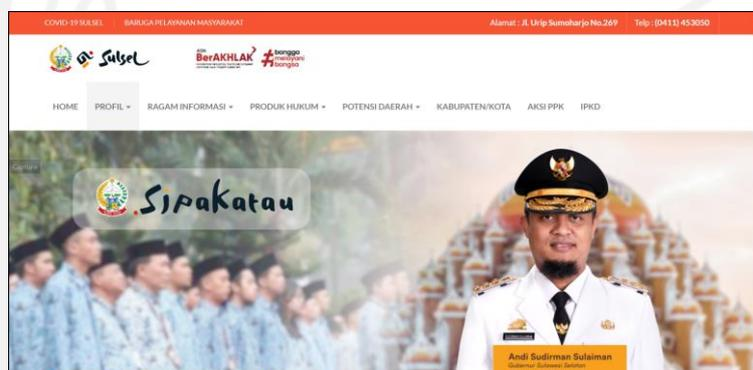 COVID-19 SULSEL BARUGA PELAYANAN MASYARAKAT Alamat : Jl. Urip Sumoharjo No.269 Telp : (0411) 453050
Sulsel
ASN
BerAKHLAK
#bangga
melayani
bangsa
HOME PROFIL RAGAM INFORMASI PRODUK HUKUM POTENSI DAERAH KABUPATEN/KOTA AKSI PPK IPKD
Capture
Sipakatau
Andi Sudirman Sulaiman
Gubernur Sulawesi Selatan